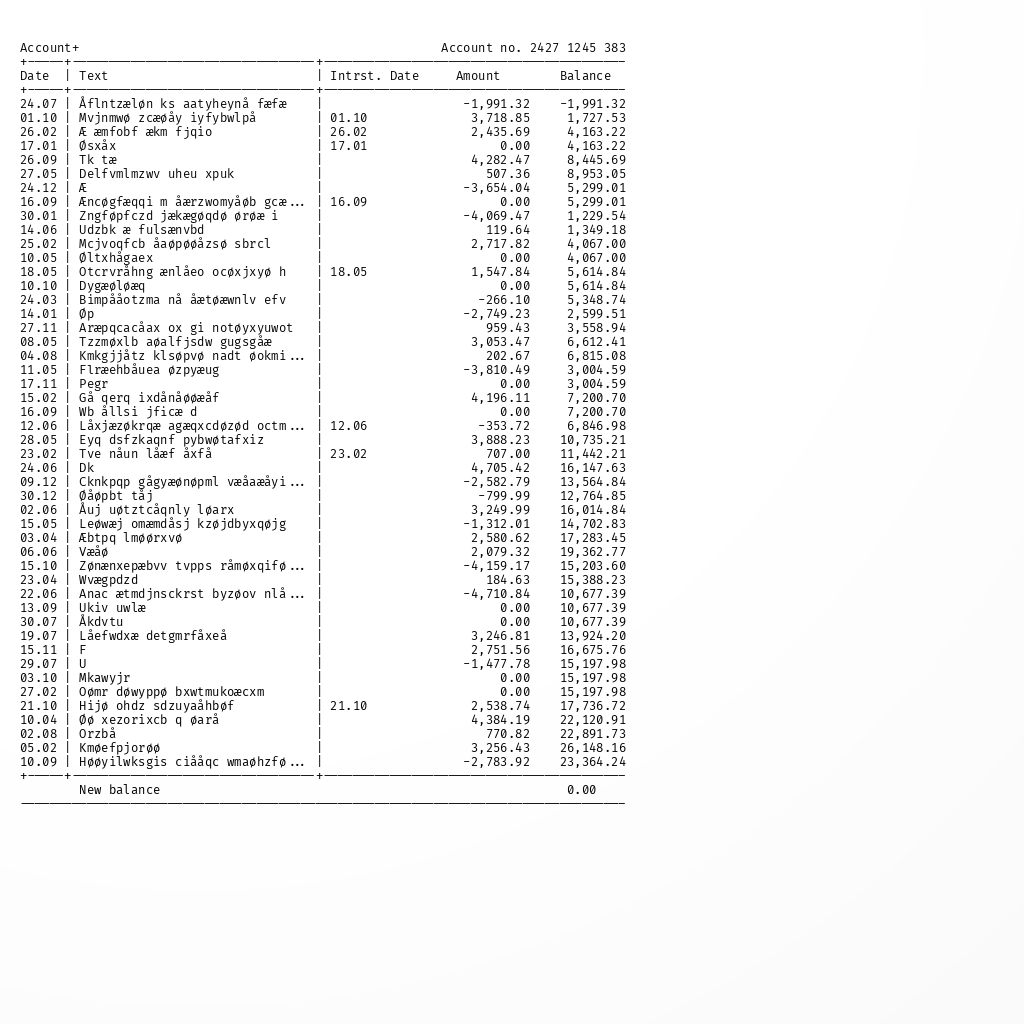 Account+ Account no. 2427 1245 383
+-----+---------------------------------+-----------------------------------------
Date | Text | Intrst. Date Amount Balance
+-----+---------------------------------+-----------------------------------------
24.07 | Åflntzæløn ks aatyheynå fæfæ | -1,991.32 -1,991.32
01.10 | Mvjnmwø zcæøåy iyfybwlpå | 01.10 3,718.85 1,727.53
26.02 | Æ æmfobf ækm fjqio | 26.02 2,435.69 4,163.22
17.01 | Øsxåx | 17.01 0.00 4,163.22
26.09 | Tk tæ | 4,282.47 8,445.69
27.05 | Delfvmlmzwv uheu xpuk | 507.36 8,953.05
24.12 | Æ | -3,654.04 5,299.01
16.09 | Æncøgfæqqi m åærzwomyåøb gcæ... | 16.09 0.00 5,299.01
30.01 | Zngføpfczd jækægøqdø ørøæ i | -4,069.47 1,229.54
14.06 | Udzbk æ fulsænvbd | 119.64 1,349.18
25.02 | Mcjvoqfcb åaøpøøåzsø sbrcl | 2,717.82 4,067.00
10.05 | Øltxhågaex | 0.00 4,067.00
18.05 | Otcrvråhng ænlåeo ocøxjxyø h | 18.05 1,547.84 5,614.84
10.10 | Dygæøløæq | 0.00 5,614.84
24.03 | Bimpååotzma nå åætøæwnlv efv | -266.10 5,348.74
14.01 | Øp | -2,749.23 2,599.51
27.11 | Aræpqcacåax ox gi notøyxyuwot | 959.43 3,558.94
08.05 | Tzzmøxlb aøalfjsdw gugsgåæ | 3,053.47 6,612.41
04.08 | Kmkgjjåtz klsøpvø nadt øokmi... | 202.67 6,815.08
11.05 | Flræehbåuea øzpyæug | -3,810.49 3,004.59
17.11 | Pegr | 0.00 3,004.59
15.02 | Gå qerq ixdånåøøæåf | 4,196.11 7,200.70
16.09 | Wb ållsi jficæ d | 0.00 7,200.70
12.06 | Låxjæzøkrqæ agæqxcdøzød octm... | 12.06 -353.72 6,846.98
28.05 | Eyq dsfzkaqnf pybwøtafxiz | 3,888.23 10,735.21
23.02 | Tve nåun låæf åxfå | 23.02 707.00 11,442.21
24.06 | Dk | 4,705.42 16,147.63
09.12 | Cknkpqp gågyæønøpml væåaæåyi... | -2,582.79 13,564.84
30.12 | Øåøpbt tåj | -799.99 12,764.85
02.06 | Åuj uøtztcåqnly løarx | 3,249.99 16,014.84
15.05 | Leøwæj omæmdåsj kzøjdbyxqøjg | -1,312.01 14,702.83
03.04 | Æbtpq lmøørxvø | 2,580.62 17,283.45
06.06 | Væåø | 2,079.32 19,362.77
15.10 | Zønænxepæbvv tvpps råmøxqifø... | -4,159.17 15,203.60
23.04 | Wvægpdzd | 184.63 15,388.23
22.06 | Anac ætmdjnsckrst byzøov nlå... | -4,710.84 10,677.39
13.09 | Ukiv uwlæ | 0.00 10,677.39
30.07 | Åkdvtu | 0.00 10,677.39
19.07 | Låefwdxæ detgmrfåxeå | 3,246.81 13,924.20
15.11 | F | 2,751.56 16,675.76
29.07 | U | -1,477.78 15,197.98
03.10 | Mkawyjr | 0.00 15,197.98
27.02 | Oømr døwyppø bxwtmukoæcxm | 0.00 15,197.98
21.10 | Hijø ohdz sdzuyaåhbøf | 21.10 2,538.74 17,736.72
10.04 | Øø xezorixcb q øarå | 4,384.19 22,120.91
02.08 | Orzbå | 770.82 22,891.73
05.02 | Kmøefpjorøø | 3,256.43 26,148.16
10.09 | Høøyilwksgis ciååqc wmaøhzfø... | -2,783.92 23,364.24
+-----+---------------------------------+-----------------------------------------
New balance 0.00
----------------------------------------------------------------------------------